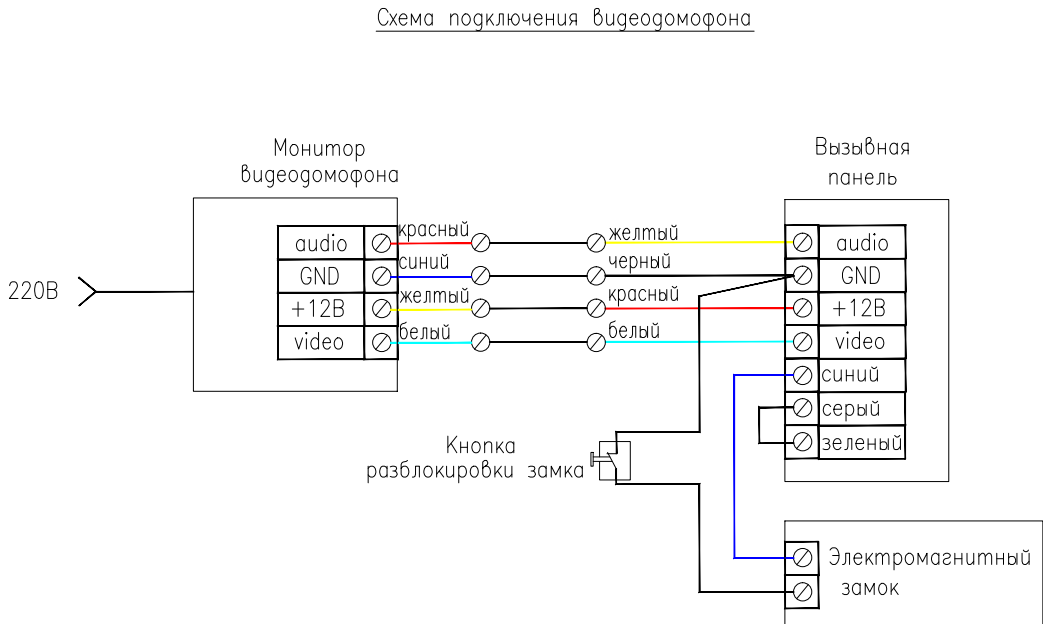 Схема подключения видеодомофона
Монитор
видеодомофона
Вызывная
панель
220В
audio
GND
+12В
video
красный
синий
желтый
белый
желтый
черный
красный
белый
audio
GND
+12В
video
синий
серый
зеленый
Кнопка
разблокировки замка
Электромагнитный
замок